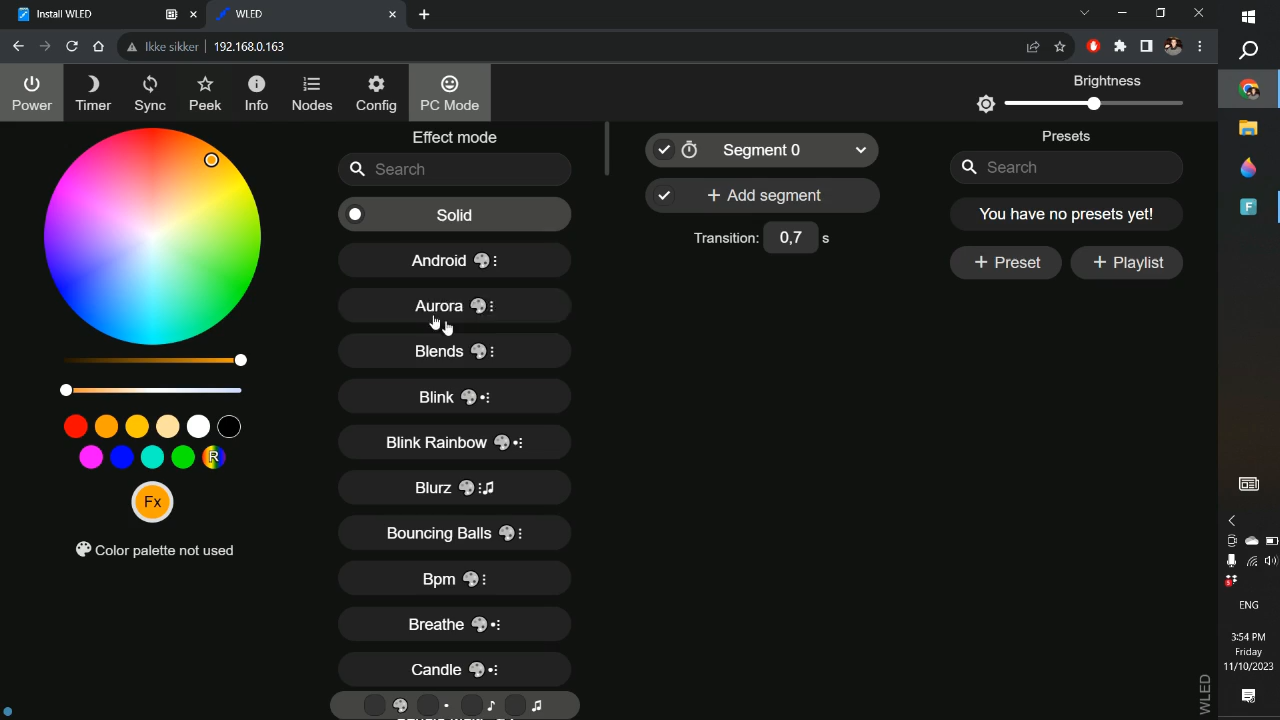 Install WLED
WLED
Ikke sikker
192.168.0.163
Power
Timer
Sync
Peek
Info
Nodes
Config
PC Mode
Brightness
Effect mode
Search
Solid
Android
Aurora
Blends
Blink
Blink Rainbow
Blurz
Bouncing Balls
Bpm
Breathe
Candle
R
Fx
Color palette not used
Segment 0
+ Add segment
Transition: 0,7 s
Presets
Search
You have no presets yet!
+ Preset
+ Playlist
WLED
F
ENG
3:54 PM
Friday
11/10/2023